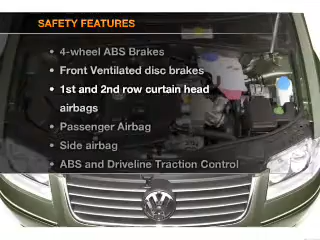 SAFETY FEATURES
• 4-wheel ABS Brakes
• Front Ventilated disc brakes
• 1st and 2nd row curtain head
airbags
• Passenger Airbag
• Side airbag
• ABS and Driveline Traction Control